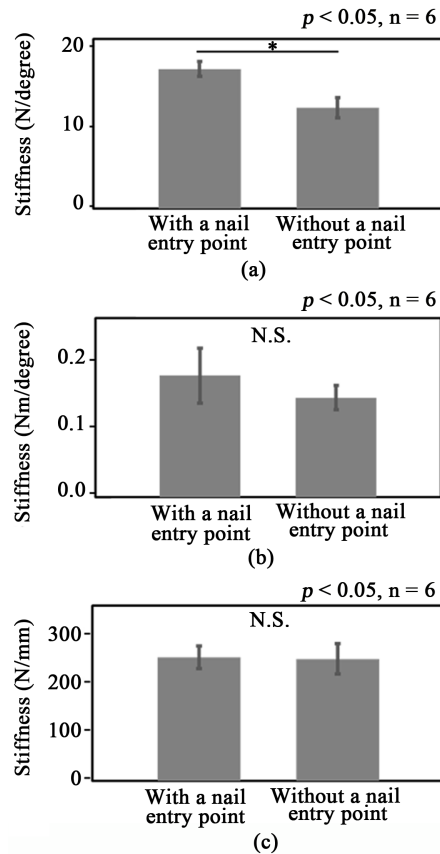 p < 0.05, n = 6
Stiffness (N/degree)
20
10
0
*
With a nail
entry point
Without a nail
entry point
(a)
p < 0.05, n = 6
Stiffness (Nm/degree)
0.2
0.1
0.0
N.S.
With a nail
entry point
Without a nail
entry point
(b)
p < 0.05, n = 6
Stiffness (N/mm)
300
200
100
0
N.S.
With a nail
entry point
Without a nail
entry point
(c)